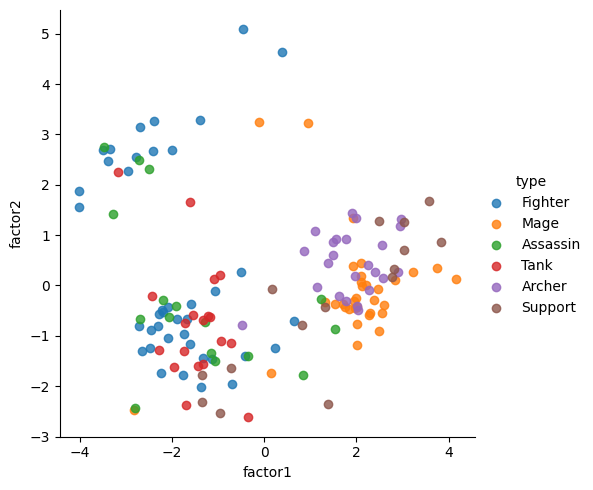 factor2
5
4
3
2
1
0
−1
−2
−3
−4
−2
0
2
4
factor1
type
Fighter
Mage
Assassin
Tank
Archer
Support